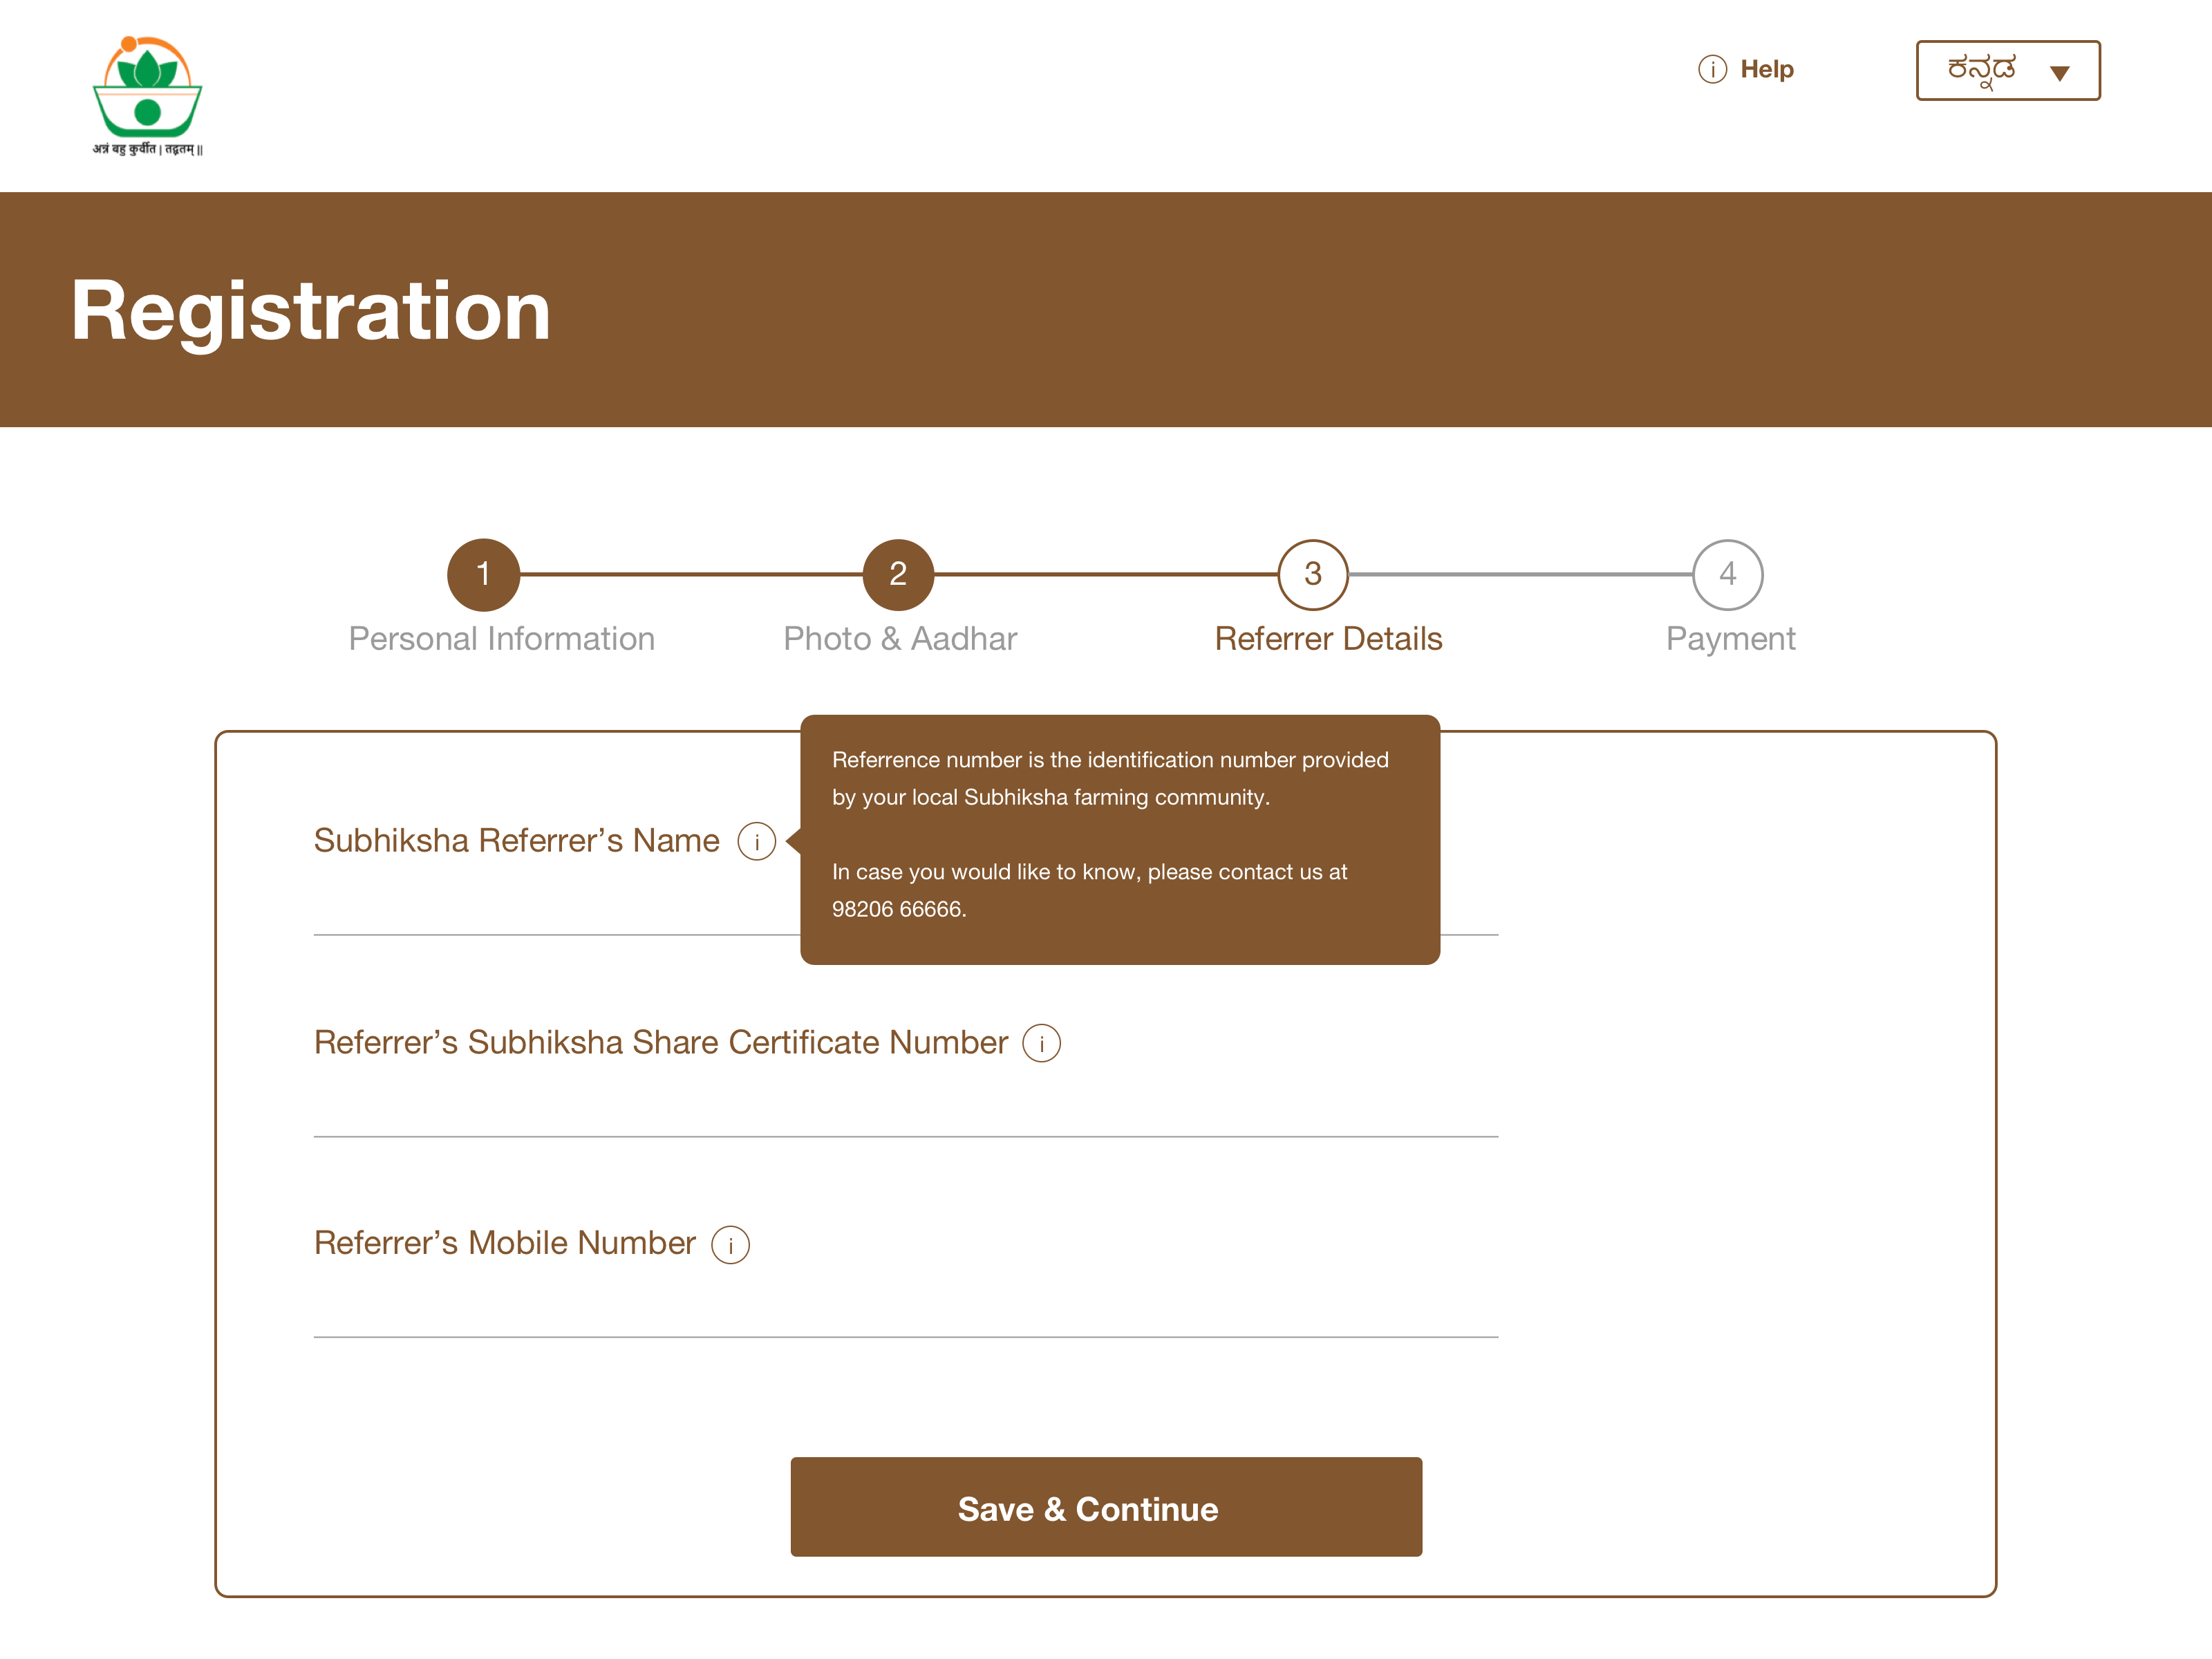 अन्नं बहु कुर्वीत | तद्व्रतम् ||
i Help
ಕನ್ನಡ
Registration
1 2 3 4
Personal Information Photo & Aadhar Referrer Details Payment
Referrence number is the identification number provided
by your local Subhiksha farming community.
Subhiksha Referrer’s Name i
In case you would like to know, please contact us at
98206 66666.
Referrer’s Subhiksha Share Certificate Number i
Referrer’s Mobile Number i
Save & Continue